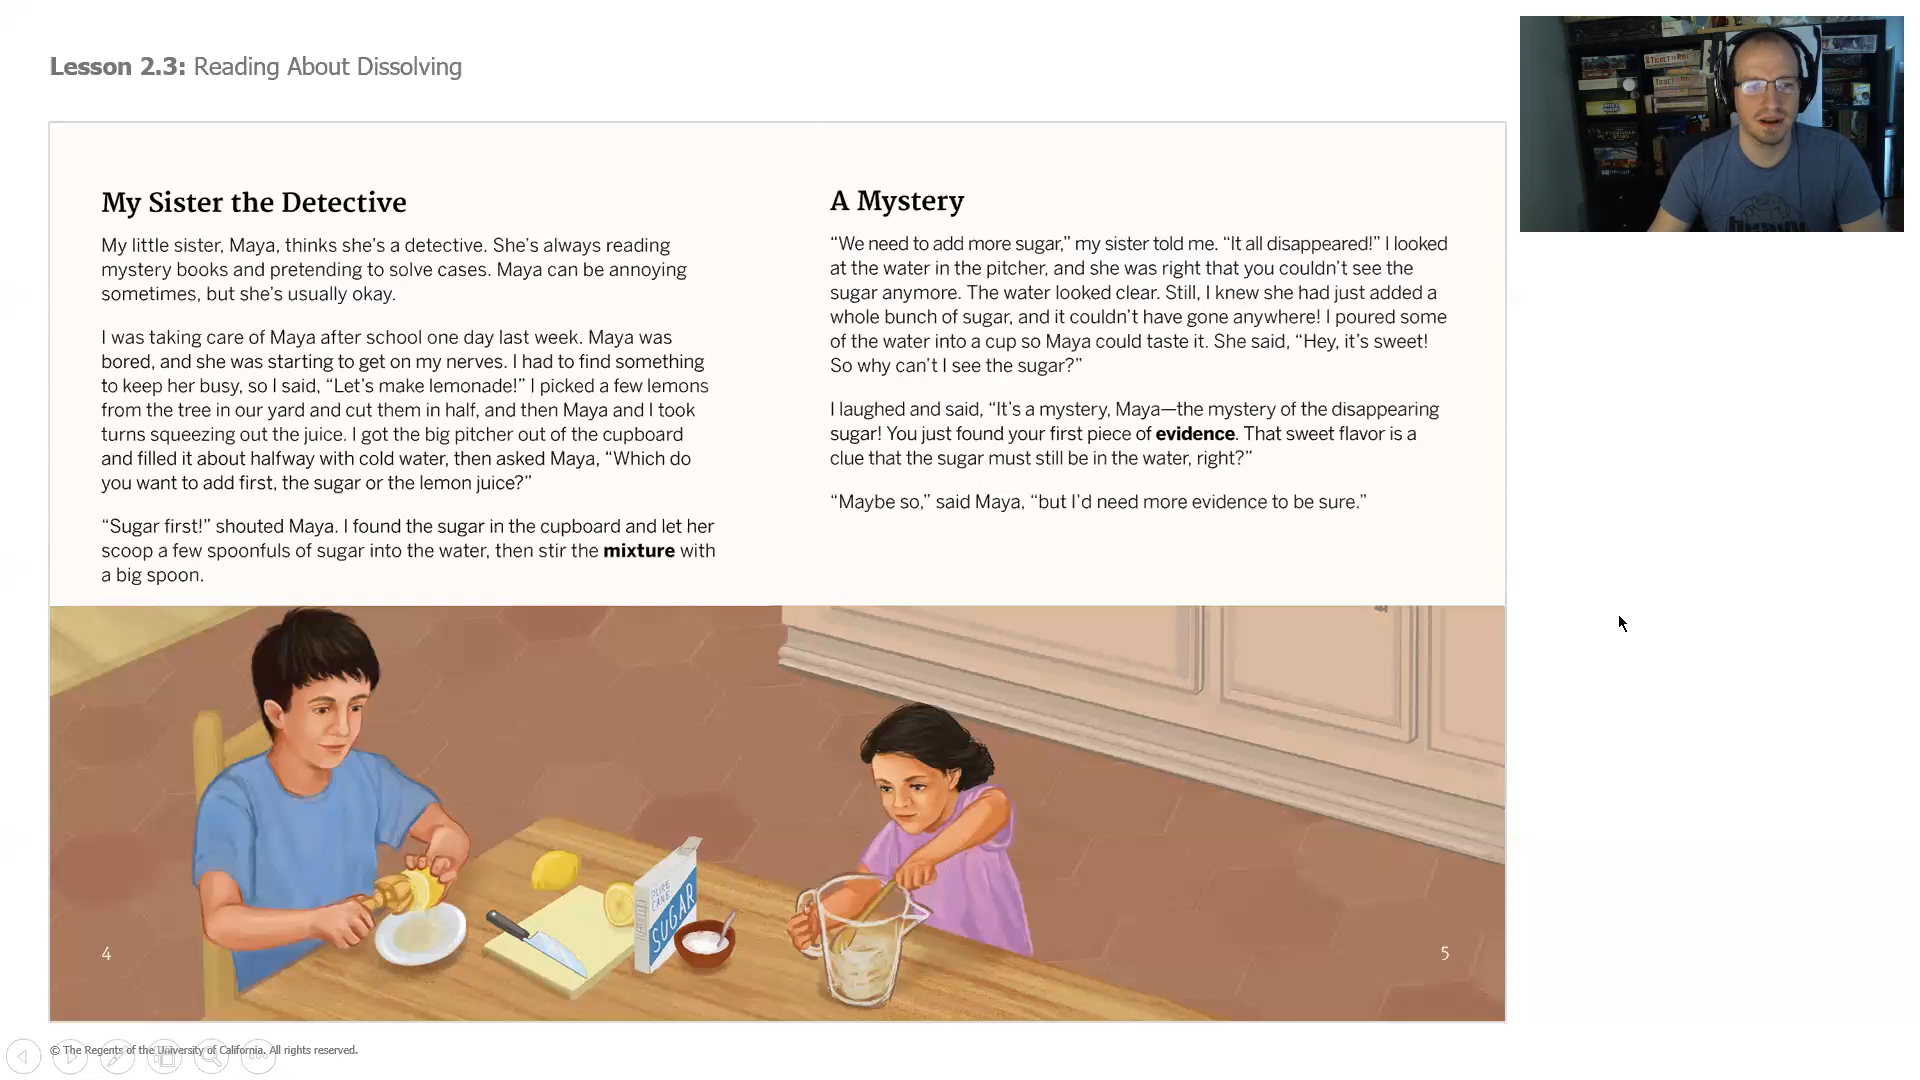 Lesson 2.3: Reading About Dissolving
My Sister the Detective
My little sister, Maya, thinks she’s a detective. She’s always reading
mystery books and pretending to solve cases. Maya can be annoying
sometimes, but she’s usually okay.
I was taking care of Maya after school one day last week. Maya was
bored, and she was starting to get on my nerves. I had to find something
to keep her busy, so I said, “Let’s make lemonade!” I picked a few lemons
from the tree in our yard and cut them in half, and then Maya and I took
turns squeezing out the juice. I got the big pitcher out of the cupboard
and filled it about halfway with cold water, then asked Maya, “Which do
you want to add first, the sugar or the lemon juice?”
“Sugar first!” shouted Maya. I found the sugar in the cupboard and let her
scoop a few spoonfuls of sugar into the water, then stir the mixture with
a big spoon.
A Mystery
“We need to add more sugar,” my sister told me. “It all disappeared!” I looked
at the water in the pitcher, and she was right that you couldn’t see the
sugar anymore. The water looked clear. Still, I knew she had just added a
whole bunch of sugar, and it couldn’t have gone anywhere! I poured some
of the water into a cup so Maya could taste it. She said, “Hey, it’s sweet!
So why can’t I see the sugar?”
I laughed and said, “It’s a mystery, Maya—the mystery of the disappearing
sugar! You just found your first piece of evidence. That sweet flavor is a
clue that the sugar must still be in the water, right?”
“Maybe so,” said Maya, “but I’d need more evidence to be sure.”
PURE
CANE
SUGAR
4
5
© The Regents of the University of California. All rights reserved.